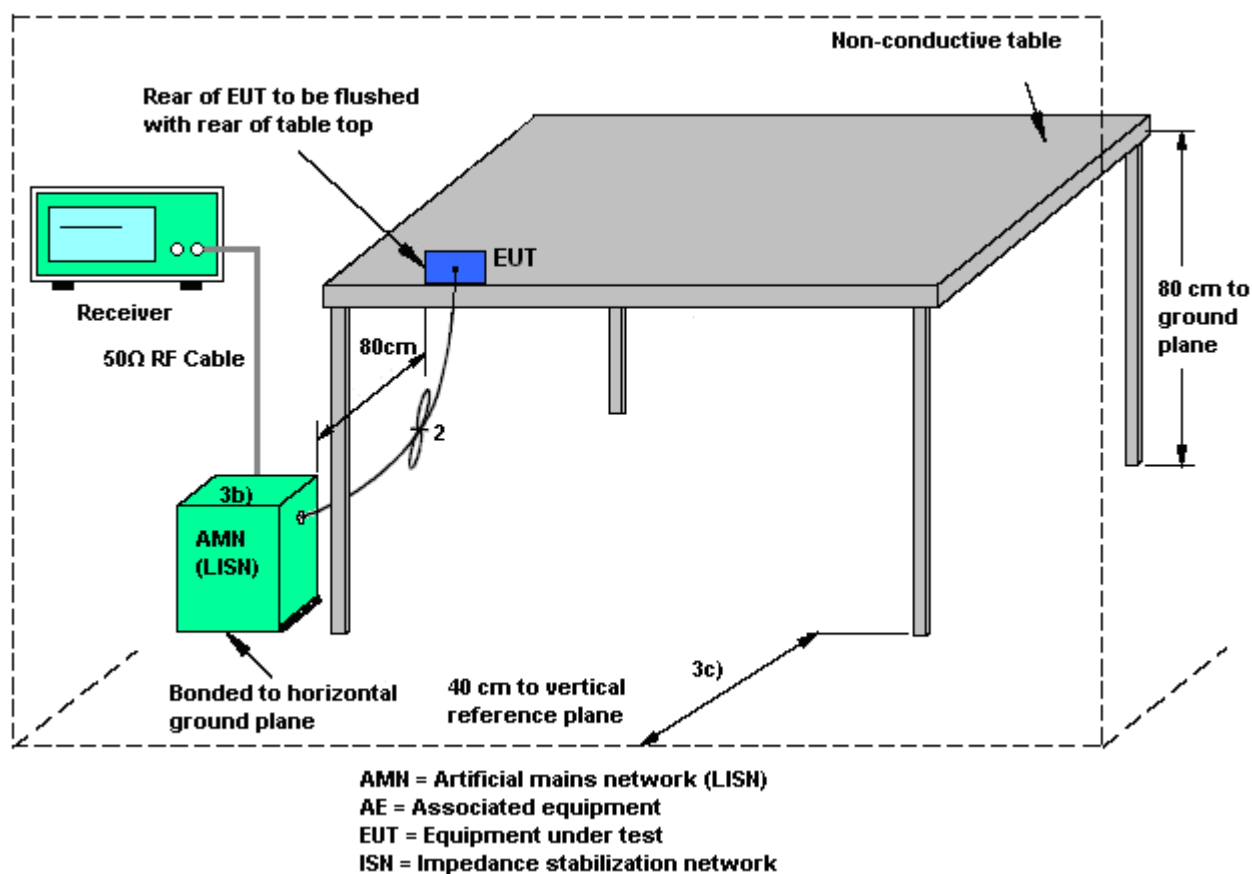 Non-conductive table
Rear of EUT to be flushed
with rear of table top
EUT
Receiver
80cm
80 cm to
ground
plane
50Ω RF Cable
2
3b)
AMN
(LISN)
3c)
Bonded to horizontal
ground plane
40 cm to vertical
reference plane
AMN = Artificial mains network (LISN)
AE = Associated equipment
EUT = Equipment under test
ISN = Impedance stabilization network